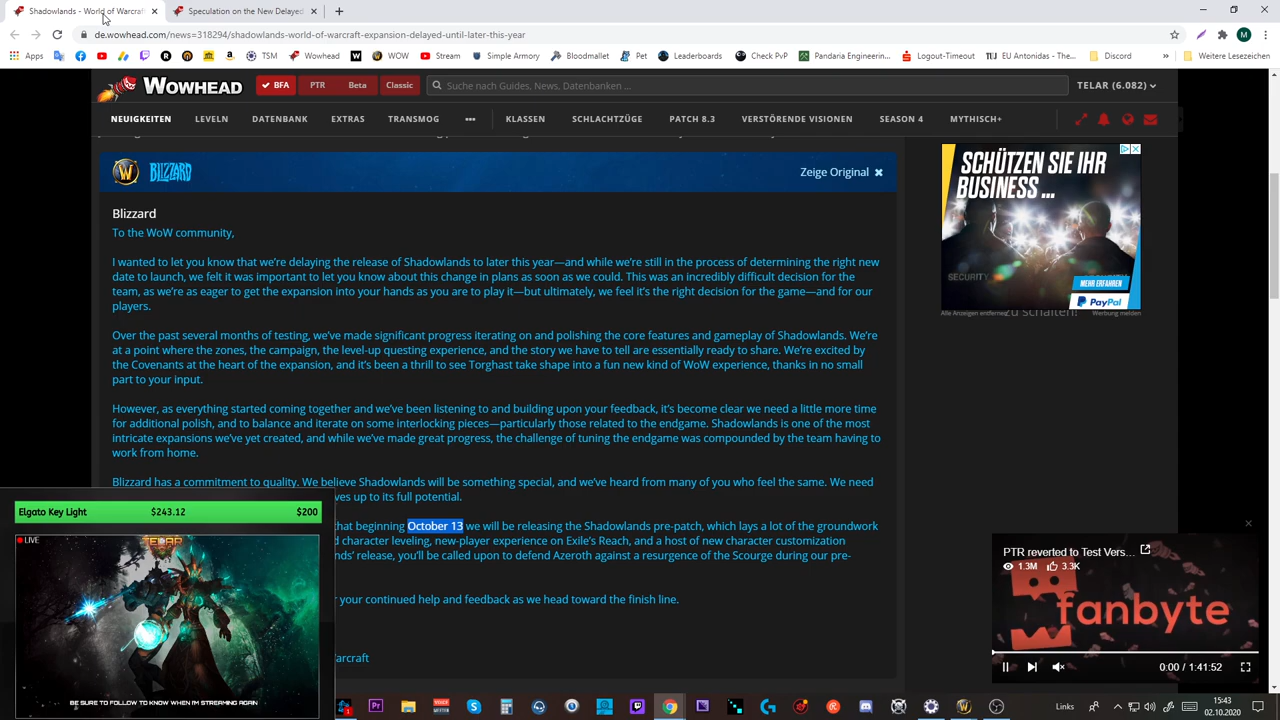 Shadowlands - World of Warcraf
Speculation on the New Delayed
de.wowhead.com/news=318294/shadowlands-world-of-warcraft-expansion-delayed-until-later-this-year
Apps
TSM
Wowhead
WOW
Stream
Simple Armory
Bloodmallet
Pet
Leaderboards
Check PvP
Pandaria Engineerin...
Logout-Timeout
EU Antonidas - The...
Discord
»
Weitere Lesezeichen
WOWHEAD
BFA
PTR
Beta
Classic
Suche nach Guides, News, Datenbanken ...
TELAR (6.082)
NEUIGKEITEN
LEVELN
DATENBANK
EXTRAS
TRANSMOG
•••
KLASSEN
SCHLACHTZÜGE
PATCH 8.3
VERSTÖRENDE VISIONEN
SEASON 4
MYTHISCH+
BLIZZARD
Zeige Original ✖
Blizzard
To the WoW community,
I wanted to let you know that we're delaying the release of Shadowlands to later this year—and while we're still in the process of determining the right new
date to launch, we felt it was important to let you know about this change in plans as soon as we could. This was an incredibly difficult decision for the
team, as we're as eager to get the expansion into your hands as you are to play it—but ultimately, we feel it's the right decision for the game—and for our
players.
Over the past several months of testing, we've made significant progress iterating on and polishing the core features and gameplay of Shadowlands. We're
at a point where the zones, the campaign, the level-up questing experience, and the story we have to tell are essentially ready to share. We're excited by
the Covenants at the heart of the expansion, and it's been a thrill to see Torghast take shape into a fun new kind of WoW experience, thanks in no small
part to your input.
However, as everything started coming together and we've been listening to and building upon your feedback, it's become clear we need a little more time
for additional polish, and to balance and iterate on some interlocking pieces—particularly those related to the endgame. Shadowlands is one of the most
intricate expansions we've yet created, and while we've made great progress, the challenge of tuning the endgame was compounded by the team having to
work from home.
Blizzard has a commitment to quality. We believe Shadowlands will be something special, and we've heard from many of you who feel the same. We need
ves up to its full potential.
that beginning October 13 we will be releasing the Shadowlands pre-patch, which lays a lot of the groundwork
d character leveling, new-player experience on Exile's Reach, and a host of new character customization
nds' release, you'll be called upon to defend Azeroth against a resurgence of the Scourge during our pre-
r your continued help and feedback as we head toward the finish line.
arcraft
SCHÜTZEN SIE IHR
BUSINESS ...
SECURITY
MEHR ERFAHREN
PayPal
Alle Anzeigen entfernen
zu schalten!
Werbung melden
Elgato Key Light
$243.12
$200
LIVE
TELAR
BE SURE TO FOLLOW TO KNOW WHEN I'M STREAMING AGAIN
PTR reverted to Test Vers...
1.3M
3.3K
fanbyte
0:00 / 1:41:52
Links
15:43
02.10.2020